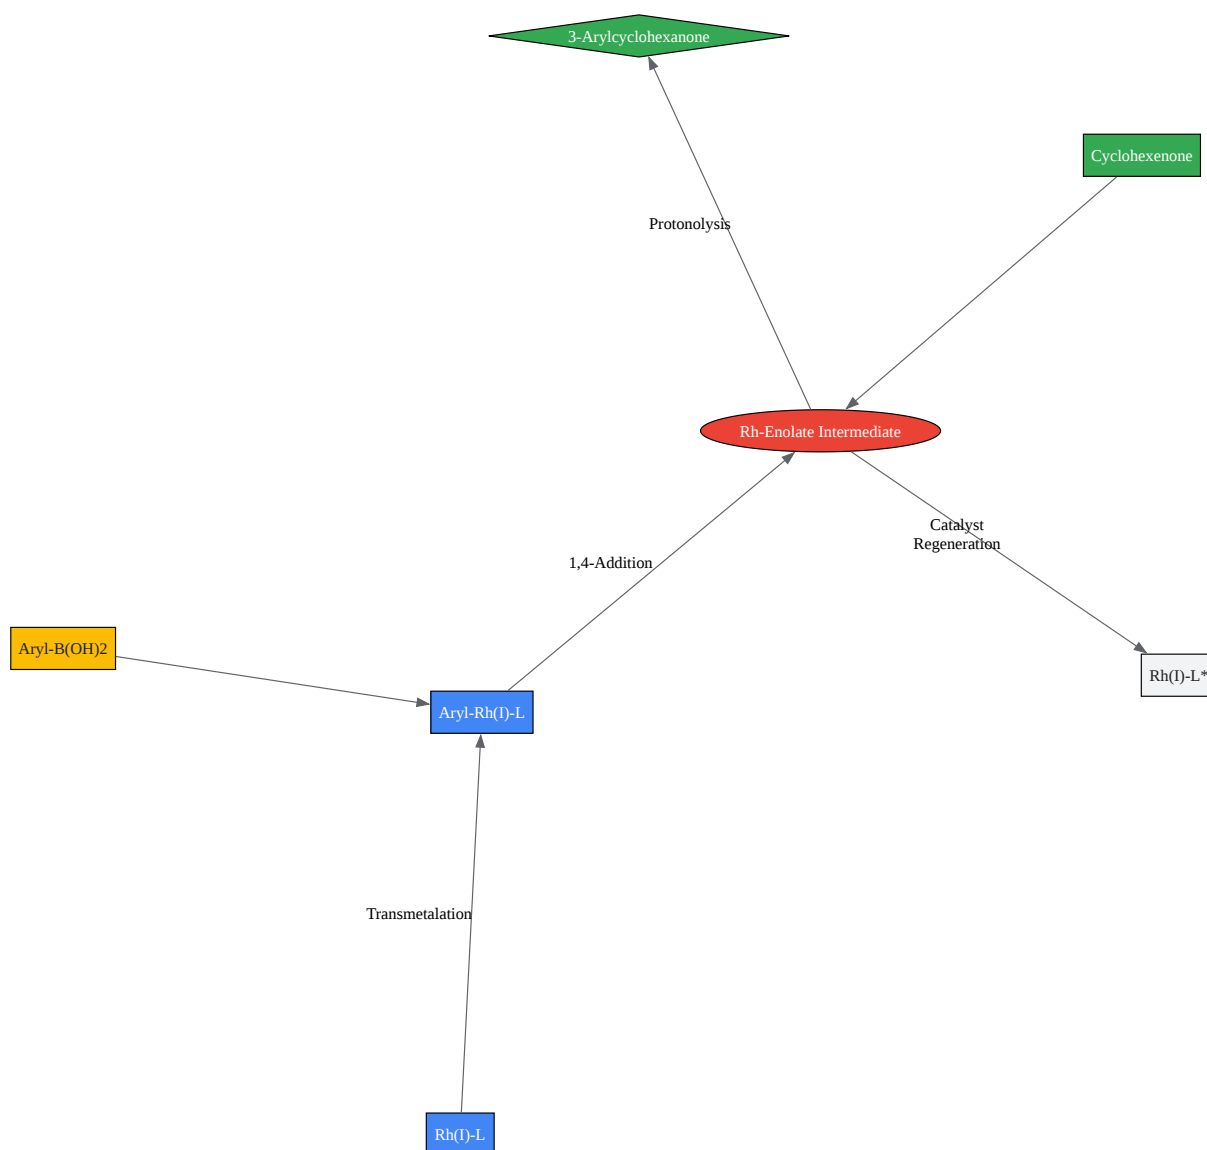 3-Arylcyclohexanone
Cyclohexenone
Protonolysis
Rh-Enolate Intermediate
Catalyst
Regeneration
1,4-Addition
Aryl-B(OH)2
Rh(I)-L*
Aryl-Rh(I)-L
Transmetalation
Rh(I)-L